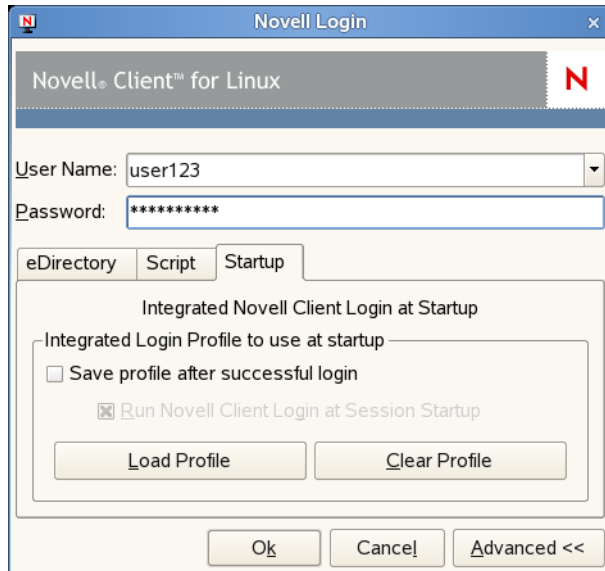 N Novell Login ×
Novell® Client™ for Linux N
User Name: user123
Password: **********
eDirectory Script Startup
Integrated Novell Client Login at Startup
Integrated Login Profile to use at startup
Save profile after successful login
Run Novell Client Login at Session Startup
Load Profile Clear Profile
Ok Cancel Advanced <<